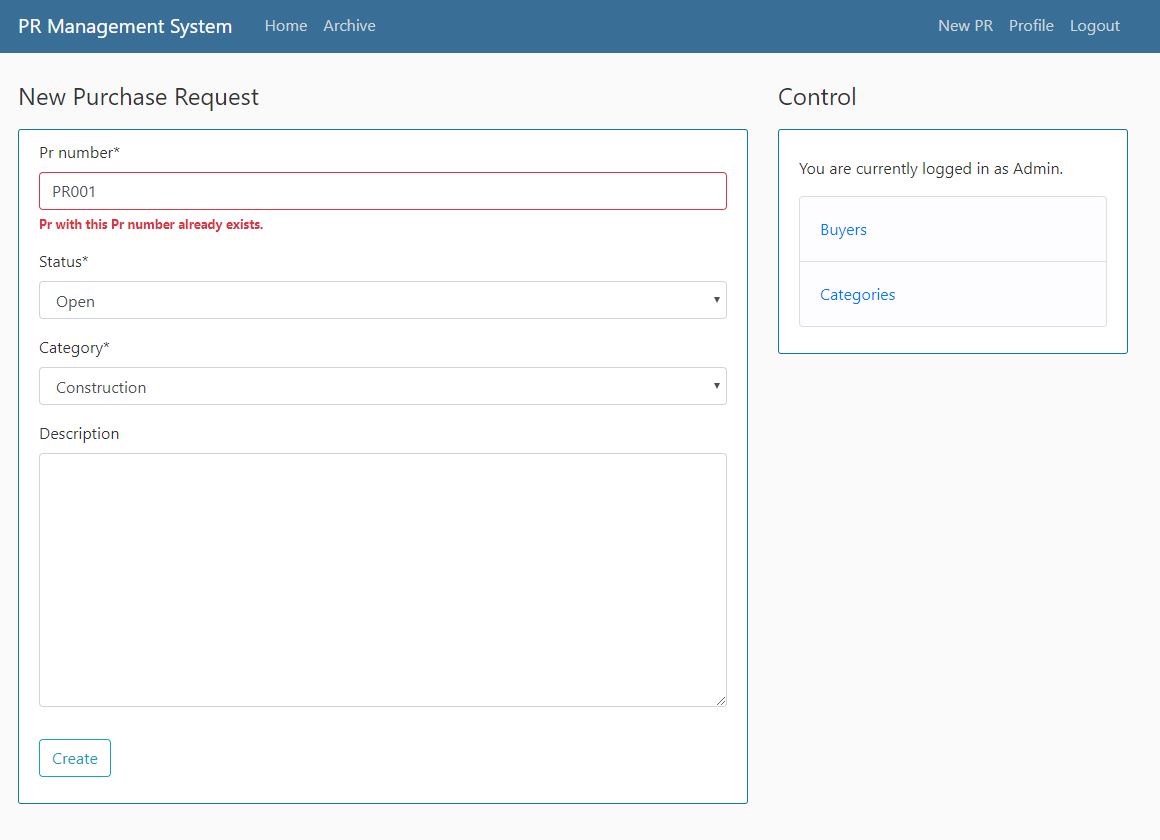 PR Management System Home Archive New PR Profile Logout
New Purchase Request
Pr number*
PR001
Pr with this Pr number already exists.
Status*
Open
Category*
Construction
Description
Create
Control
You are currently logged in as Admin.
Buyers
Categories